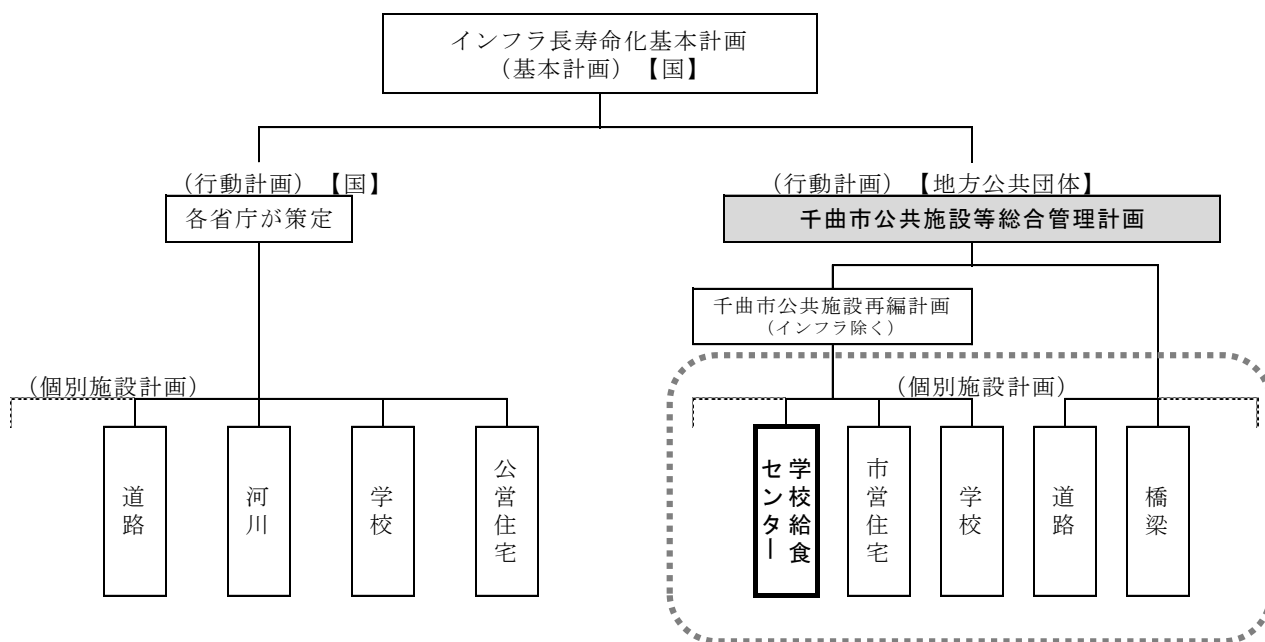 インフラ長寿命化基本計画
（基本計画）【国】
（行動計画）【国】
各省庁が策定
（行動計画）【地方公共団体】
千曲市公共施設等総合管理計画
千曲市公共施設再編計画
（インフラ除く）
（個別施設計画）
道路
河川
学校
公営住宅
（個別施設計画）
学校給食
センター
市営住宅
学校
道路
橋梁